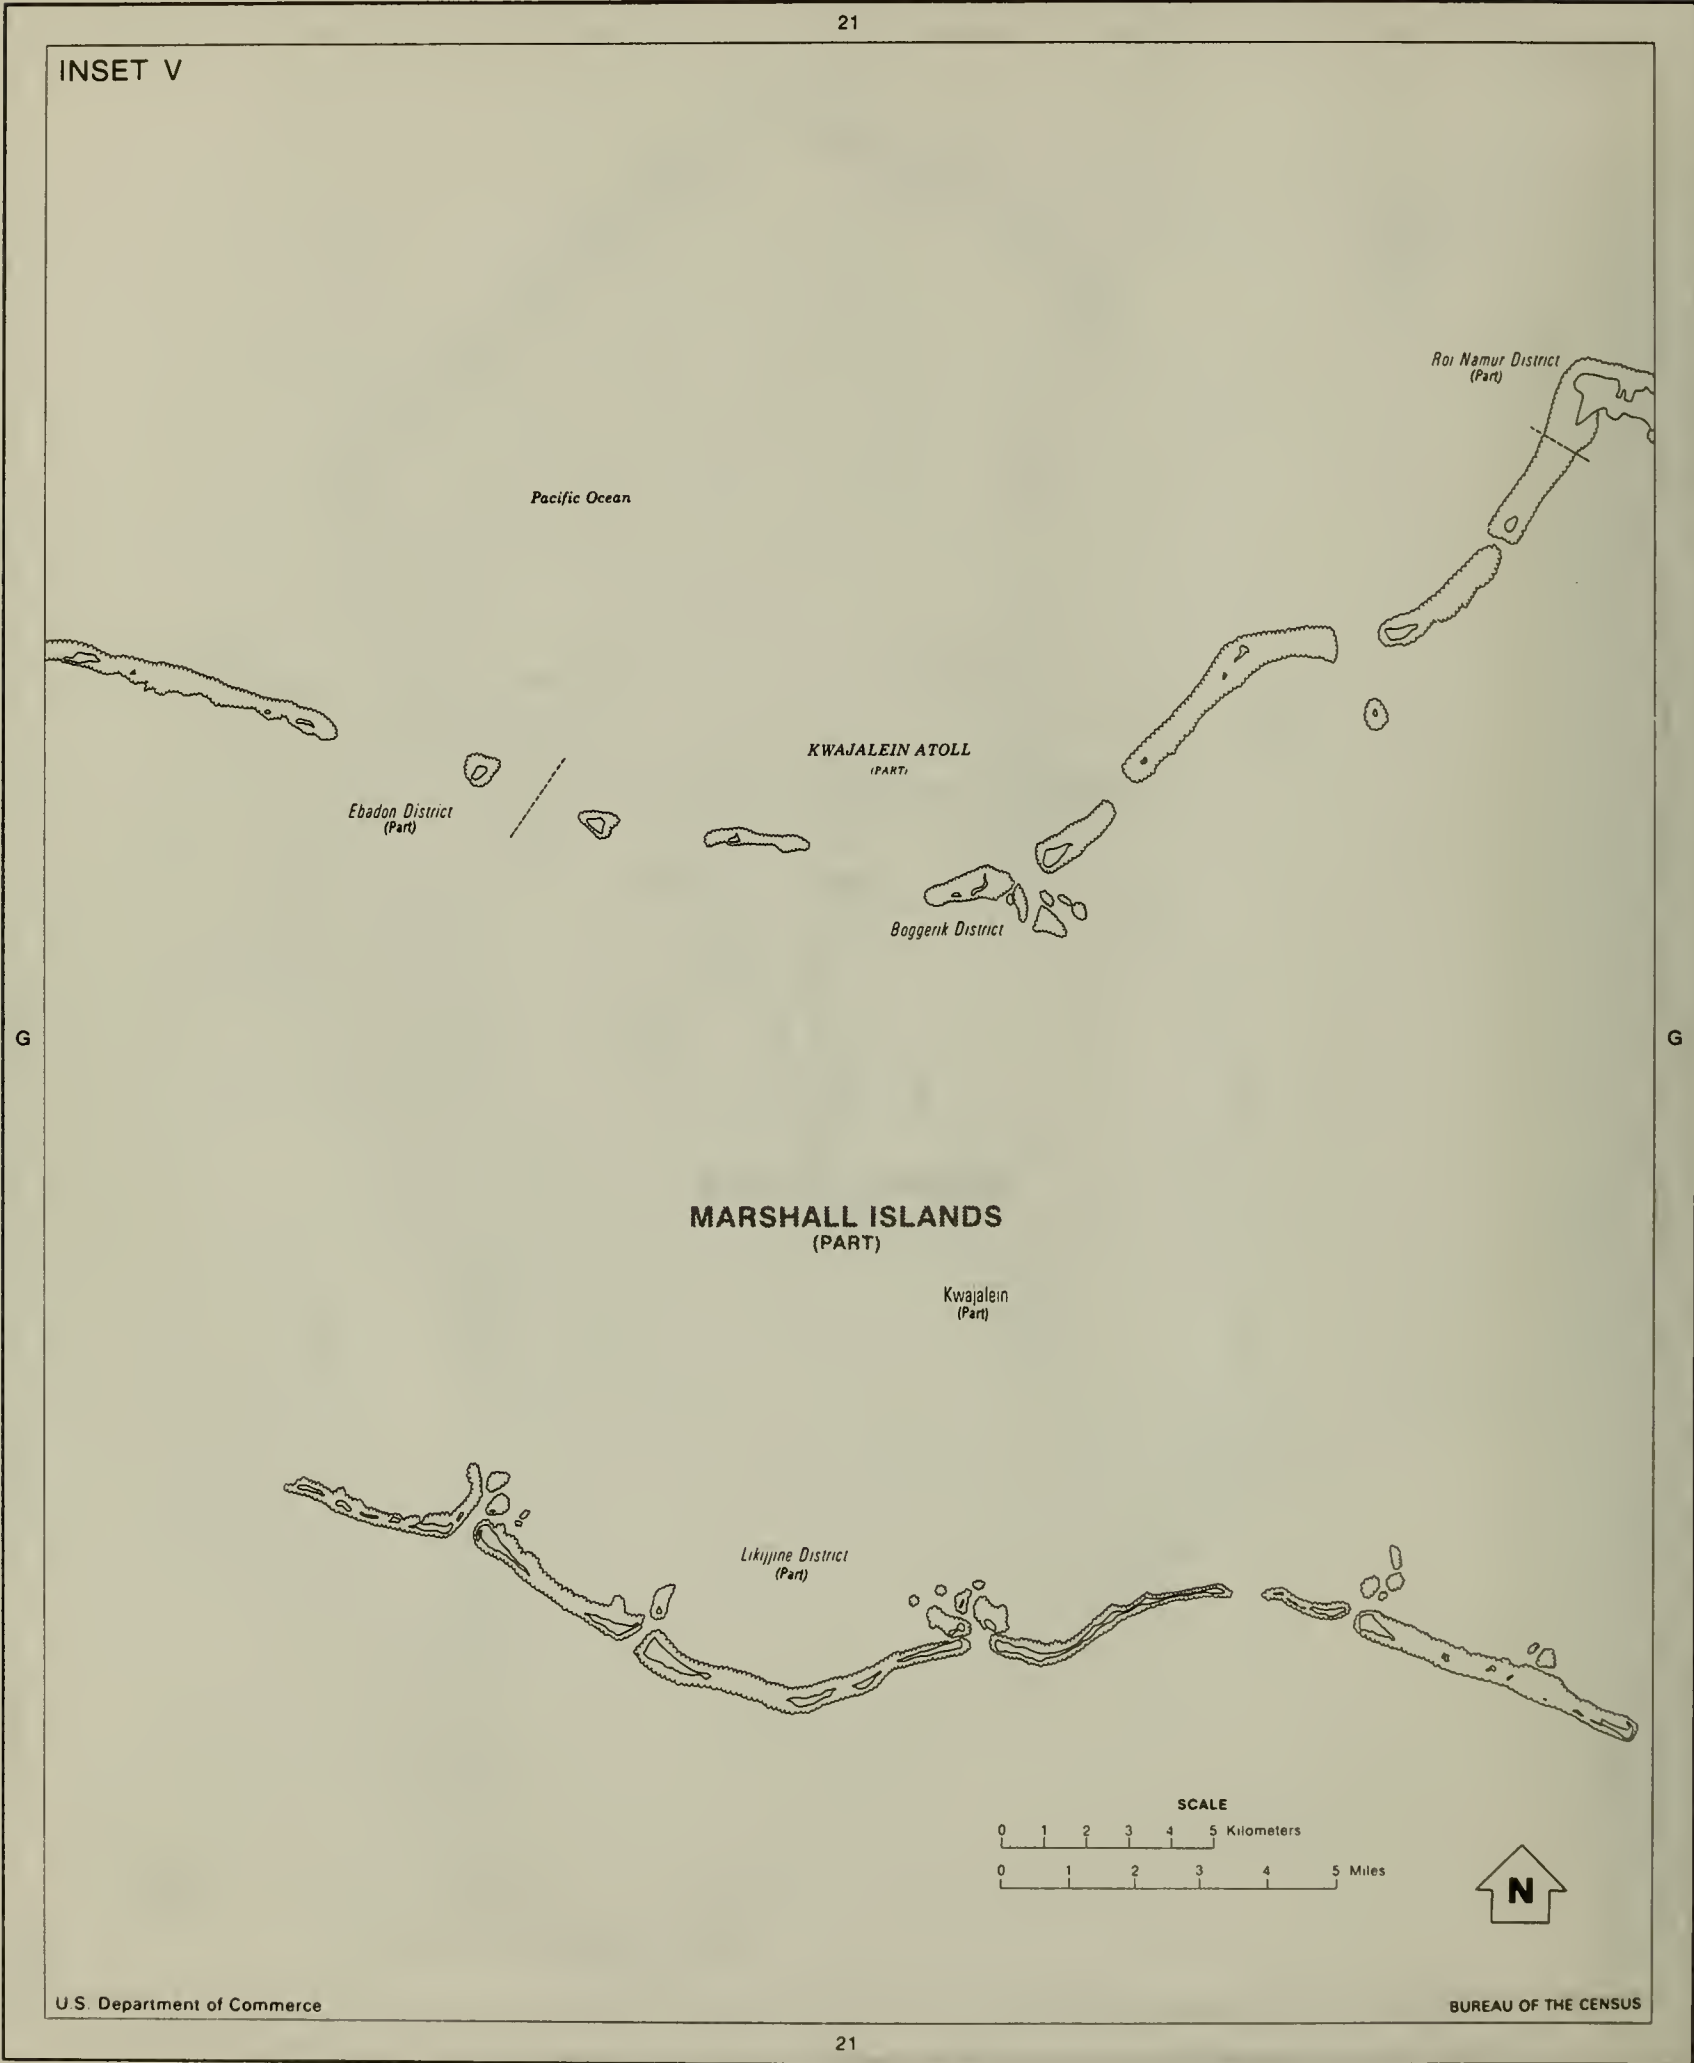 21
INSET V
Roi Namur District
(Part)
Pacific Ocean
KWAJALEIN ATOLL
(PART)
Ebadon District
(Part)
Boggerik District
G
G
MARSHALL ISLANDS
(PART)
Kwajalein
(Part)
Likijjine District
(Part)
SCALE
0 1 2 3 4 5 Kilometers
0 1 2 3 4 5 Miles
N
U.S. Department of Commerce
BUREAU OF THE CENSUS
21